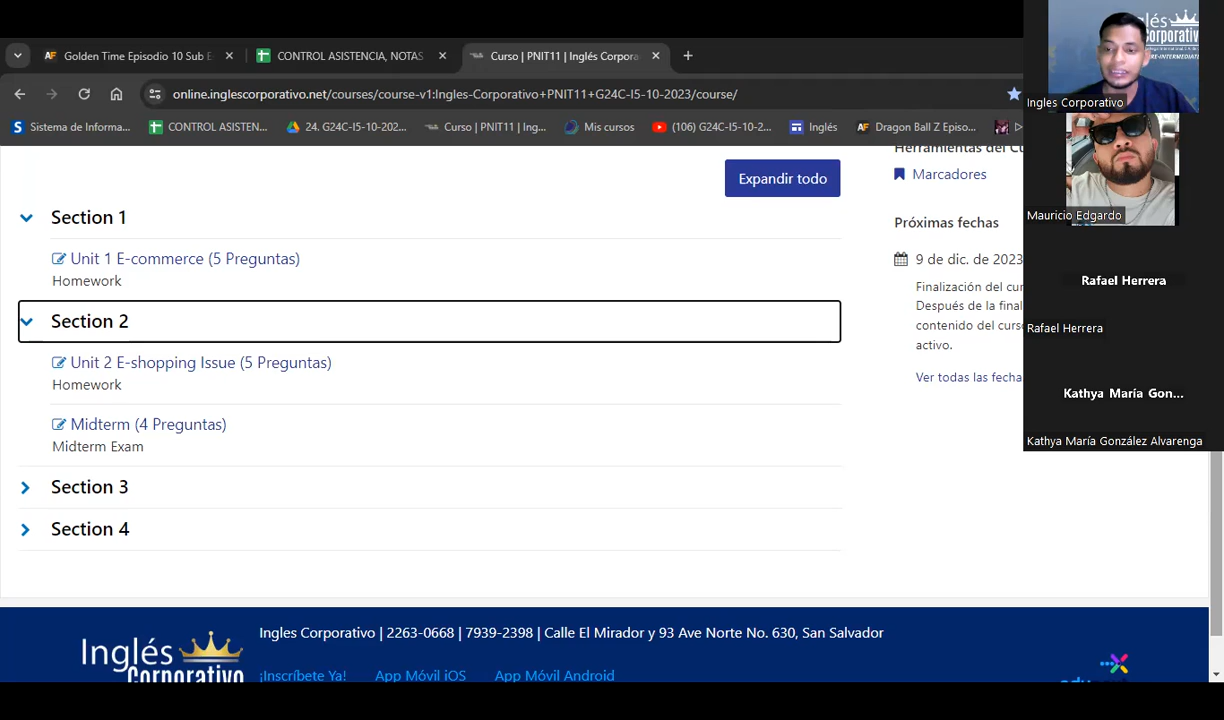 Golden Time Episodio 10 Sub E
CONTROL ASISTENCIA, NOTAS
Curso | PNIT11 | Inglés Corpora
online.inglescorporativo.net/courses/course-v1:Ingles-Corporativo+PNIT11+G24C-I5-10-2023/course/
Sistema de Informa...
CONTROL ASISTEN...
24. G24C-I5-10-202...
Curso | PNIT11 | Ing...
Mis cursos
(106) G24C-I5-10-2...
Inglés
Dragon Ball Z Episo...
Expandir todo
Section 1
Unit 1 E-commerce (5 Preguntas)
Homework
Section 2
Unit 2 E-shopping Issue (5 Preguntas)
Homework
Midterm (4 Preguntas)
Midterm Exam
Section 3
Section 4
Herramientas del Cu
Marcadores
Próximas fechas
9 de dic. de 2023
Finalización del cur
Después de la final
contenido del curs
activo.
Ver todas las fecha
Ingles Corporativo
Mauricio Edgardo
Rafael Herrera
Rafael Herrera
Kathya María Gon...
Kathya María González Alvarenga
Inglés
Corporativo
Ingles Corporativo | 2263-0668 | 7939-2398 | Calle El Mirador y 93 Ave Norte No. 630, San Salvador
¡Inscríbete Ya!
App Móvil iOS
App Móvil Android